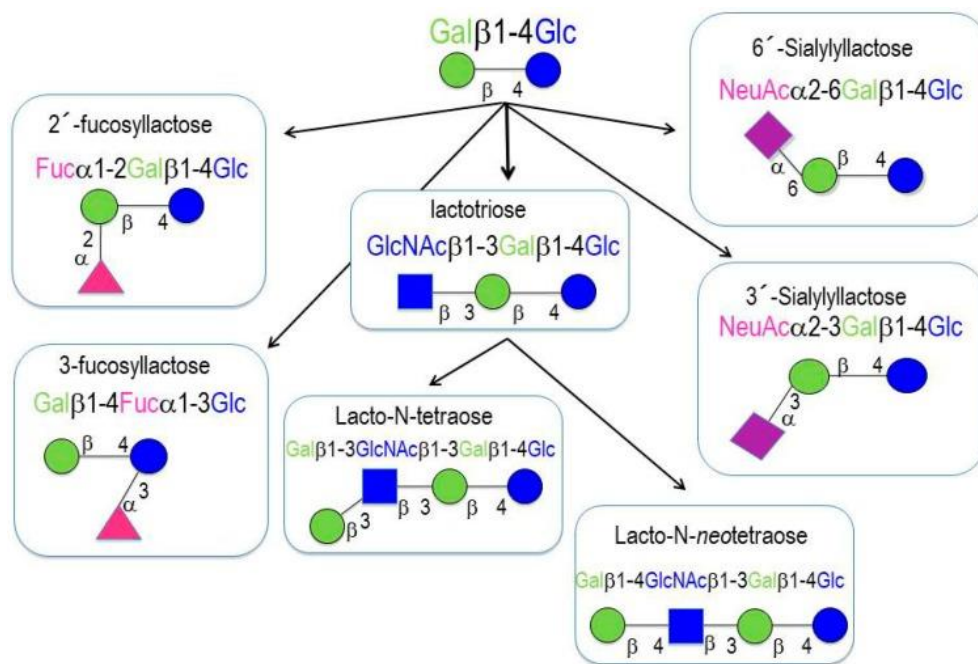 Galβ1-4Glc
β 4
2´-fucosyllactose
Fucα1-2Galβ1-4Glc
2 β 4
α
6´-Sialylyllactose
NeuAcα2-6Galβ1-4Glc
α 6 β 4
lactotriose
GlcNAcβ1-3Galβ1-4Glc
β 3 β 4
3´-Sialylyllactose
NeuAcα2-3Galβ1-4Glc
β 4
3
α
3-fucosyllactose
Galβ1-4Fucα1-3Glc
β 4
3
α
Lacto-N-tetraose
Galβ1-3GlcNAcβ1-3Galβ1-4Glc
β 3 β 3 β 4
Lacto-N-neotetraose
Galβ1-4GlcNAcβ1-3Galβ1-4Glc
β 4 β 3 β 4